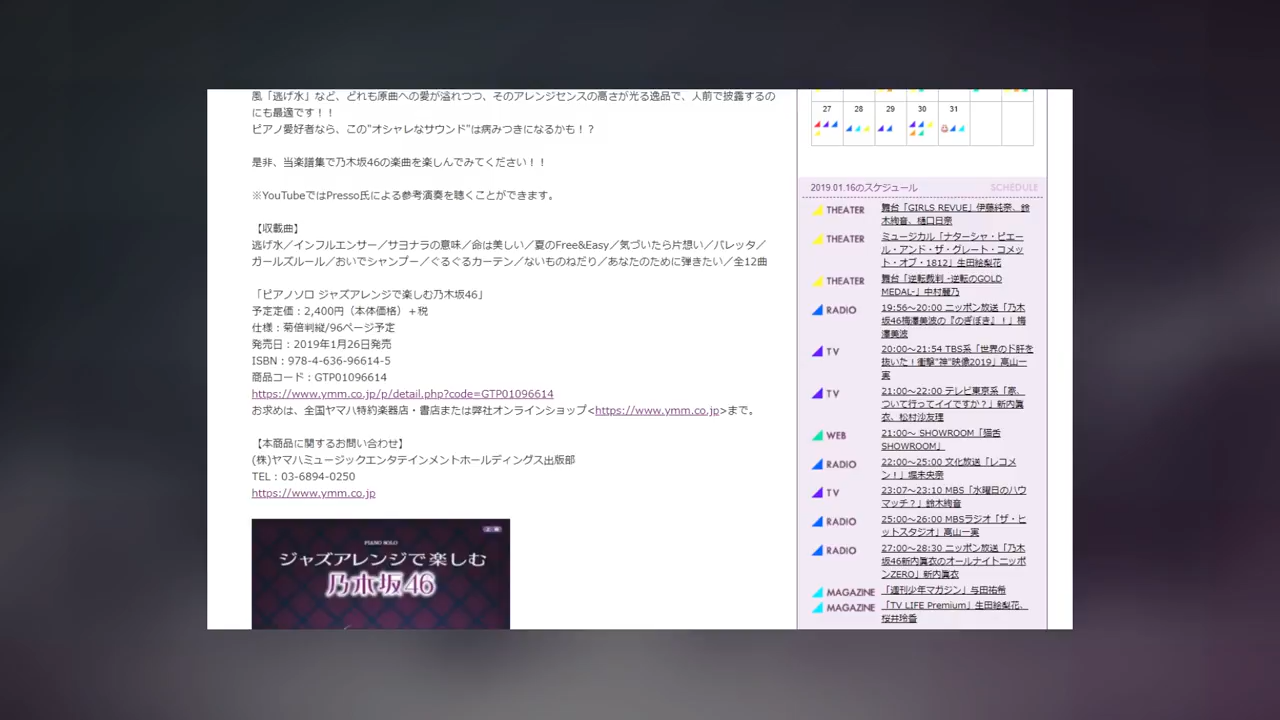 風「逃げ水」など、どれも原曲への愛が溢れつつ、そのアレンジセンスの高さが光る逸品で、人前で披露するの
にも最適です！！
ピアノ愛好者なら、この"オシャレなサウンド"は病みつきになるかも！？
是非、当楽譜集で乃木坂46の楽曲を楽しんでみてください！！
※YouTubeではPresso氏による参考演奏を聴くことができます。
【収載曲】
逃げ水／インフルエンサー／サヨナラの意味／命は美しい／夏のFree&Easy／気づいたら片想い／バレッタ／
ガールズルール／おいでシャンプー／ぐるぐるカーテン／ないものねだり／あなたのために弾きたい／全12曲
「ピアノソロ ジャズアレンジで楽しむ乃木坂46」
予定定価：2,400円（本体価格）＋税
仕様：菊倍判縦/96ページ予定
発売日：2019年1月26日発売
ISBN：978-4-636-96614-5
商品コード：GTP01096614
https://www.ymm.co.jp/p/detail.php?code=GTP01096614
お求めは、全国ヤマハ特約楽器店・書店または弊社オンラインショップ<https://www.ymm.co.jp>まで。
【本商品に関するお問い合わせ】
(株)ヤマハミュージックエンタテインメントホールディングス出版部
TEL：03-6894-0250
https://www.ymm.co.jp
PIANO SOLO
ジャズアレンジで楽しむ
乃木坂46
27 28 29 30 31
2019.01.16のスケジュール SCHEDULE
THEATER 舞台「GIRLS REVUE」伊藤純奈、鈴
木絢音、樋口日奈
THEATER ミュージカル「ナターシャ・ピエー
ル・アンド・ザ・グレート・コメッ
ト・オブ・1812」生田絵梨花
THEATER 舞台「逆転裁判 -逆転のGOLD
MEDAL-」中村麗乃
RADIO 19:56～20:00 ニッポン放送「乃木
坂46梅澤美波の『のぎぼき』！」梅
澤美波
TV 20:00～21:54 TBS系「世界のド肝を
抜いた！衝撃"神"映像2019」高山一
実
TV 21:00～22:00 テレビ東京系「家、
ついて行ってイイですか？」新内眞
衣、松村沙友理
WEB 21:00～ SHOWROOM「猫舌
SHOWROOM」
RADIO 22:00～25:00 文化放送「レコメ
ン！」堀未央奈
TV 23:07～23:10 MBS「水曜日のハウ
マッチ？」鈴木絢音
RADIO 25:00～26:00 MBSラジオ「ザ・ヒ
ットスタジオ」高山一実
RADIO 27:00～28:30 ニッポン放送「乃木
坂46新内眞衣のオールナイトニッポ
ンZERO」新内眞衣
MAGAZINE 「週刊少年マガジン」与田祐希
MAGAZINE 「TV LIFE Premium」生田絵梨花、
桜井玲香